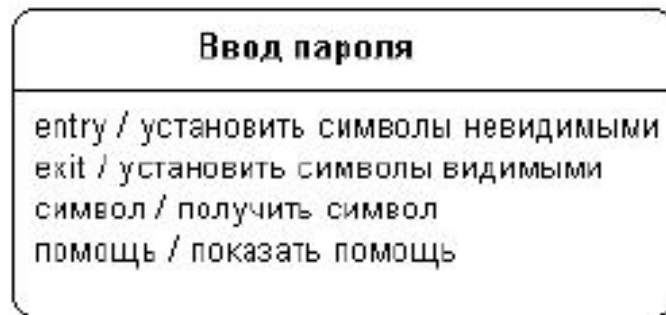 Ввод пароля
entry / установить символы невидимыми
exit / установить символы видимыми
символ / получить символ
помощь / показать помощь